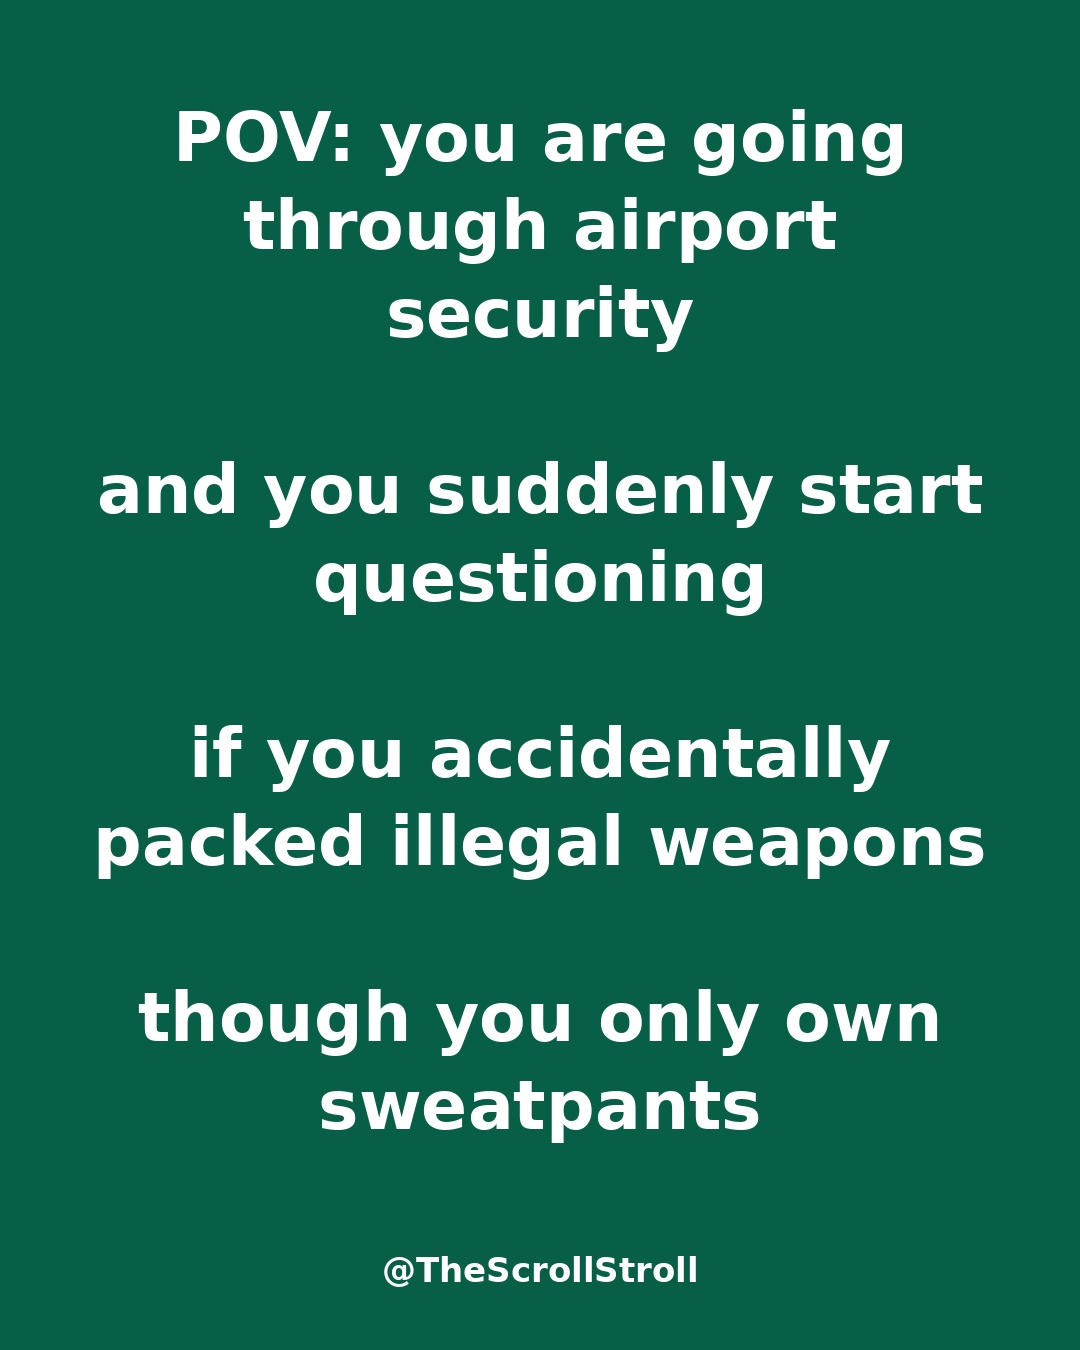 POV: you are going
through airport
security
and you suddenly start
questioning
if you accidentally
packed illegal weapons
though you only own
sweatpants
@TheScrollStroll